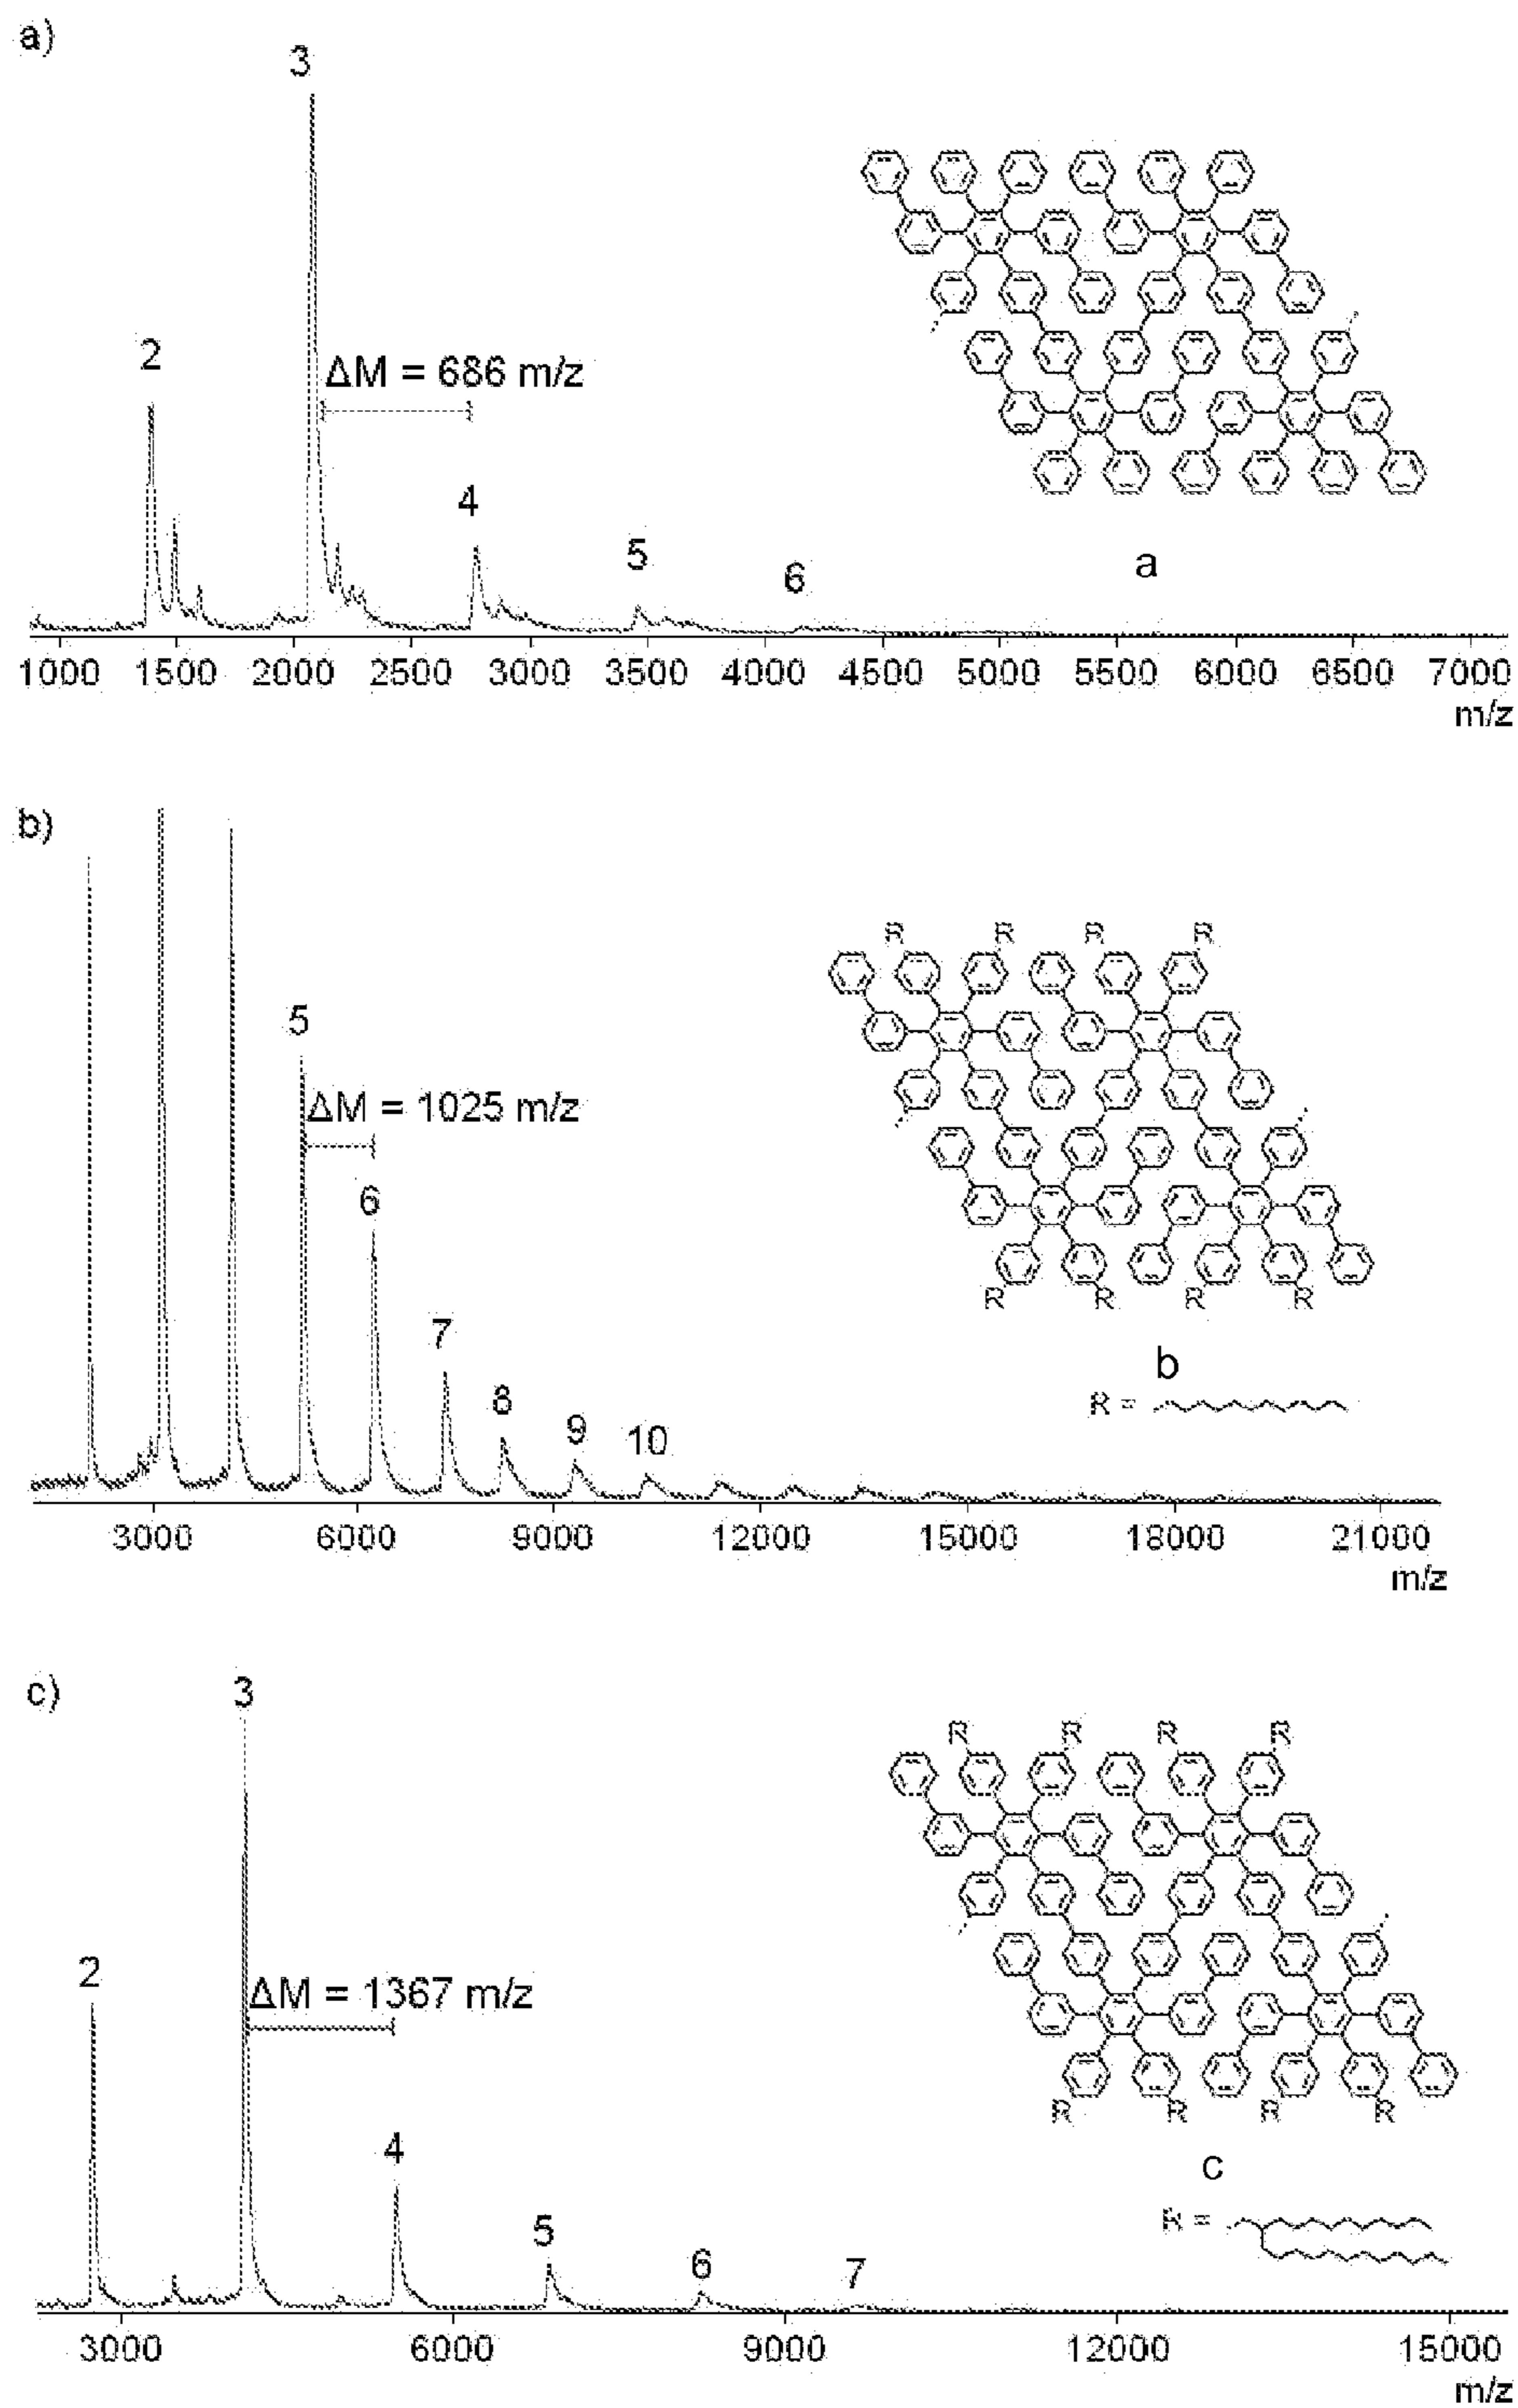 a)
3
2
ΔM = 686 m/z
4
5
6
a
1000 1500 2000 2500 3000 3500 4000 4500 5000 5500 6000 6500 7000
m/z
b)
R R R R
5
ΔM = 1025 m/z
6
7
8
9
10
R R R R
b
R =
3000 6000 9000 12000 15000 18000 21000
m/z
c)
3
R R R R
2
ΔM = 1367 m/z
4
R R R R
5
6
7
c
R =
3000 6000 9000 12000 15000
m/z